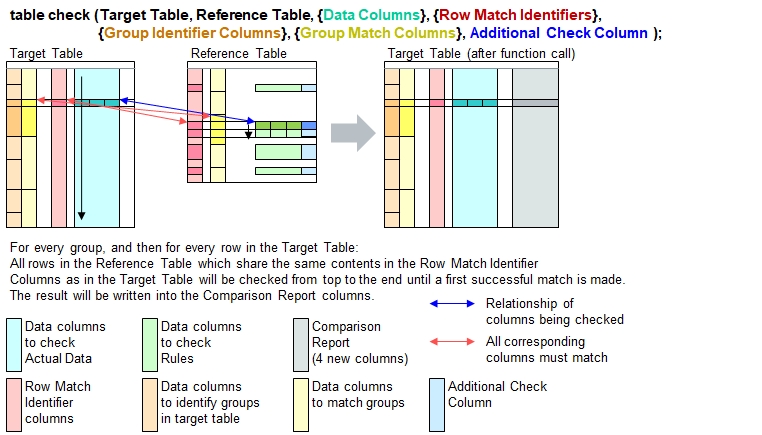 table check (Target Table, Reference Table, {Data Columns}, {Row Match Identifiers},
{Group Identifier Columns}, {Group Match Columns}, Additional Check Column );
Target Table
Reference Table
Target Table (after function call)
For every group, and then for every row in the Target Table:
All rows in the Reference Table which share the same contents in the Row Match Identifier
Columns as in the Target Table will be checked from top to the end until a first successful match is made.
The result will be written into the Comparison Report columns.
Relationship of
columns being checked
All corresponding
columns must match
Data columns
to check
Actual Data
Data columns
to check
Rules
Comparison
Report
(4 new columns)
Row Match
Identifier
columns
Data columns
to identify groups
in target table
Data columns
to match groups
Additional Check
Column